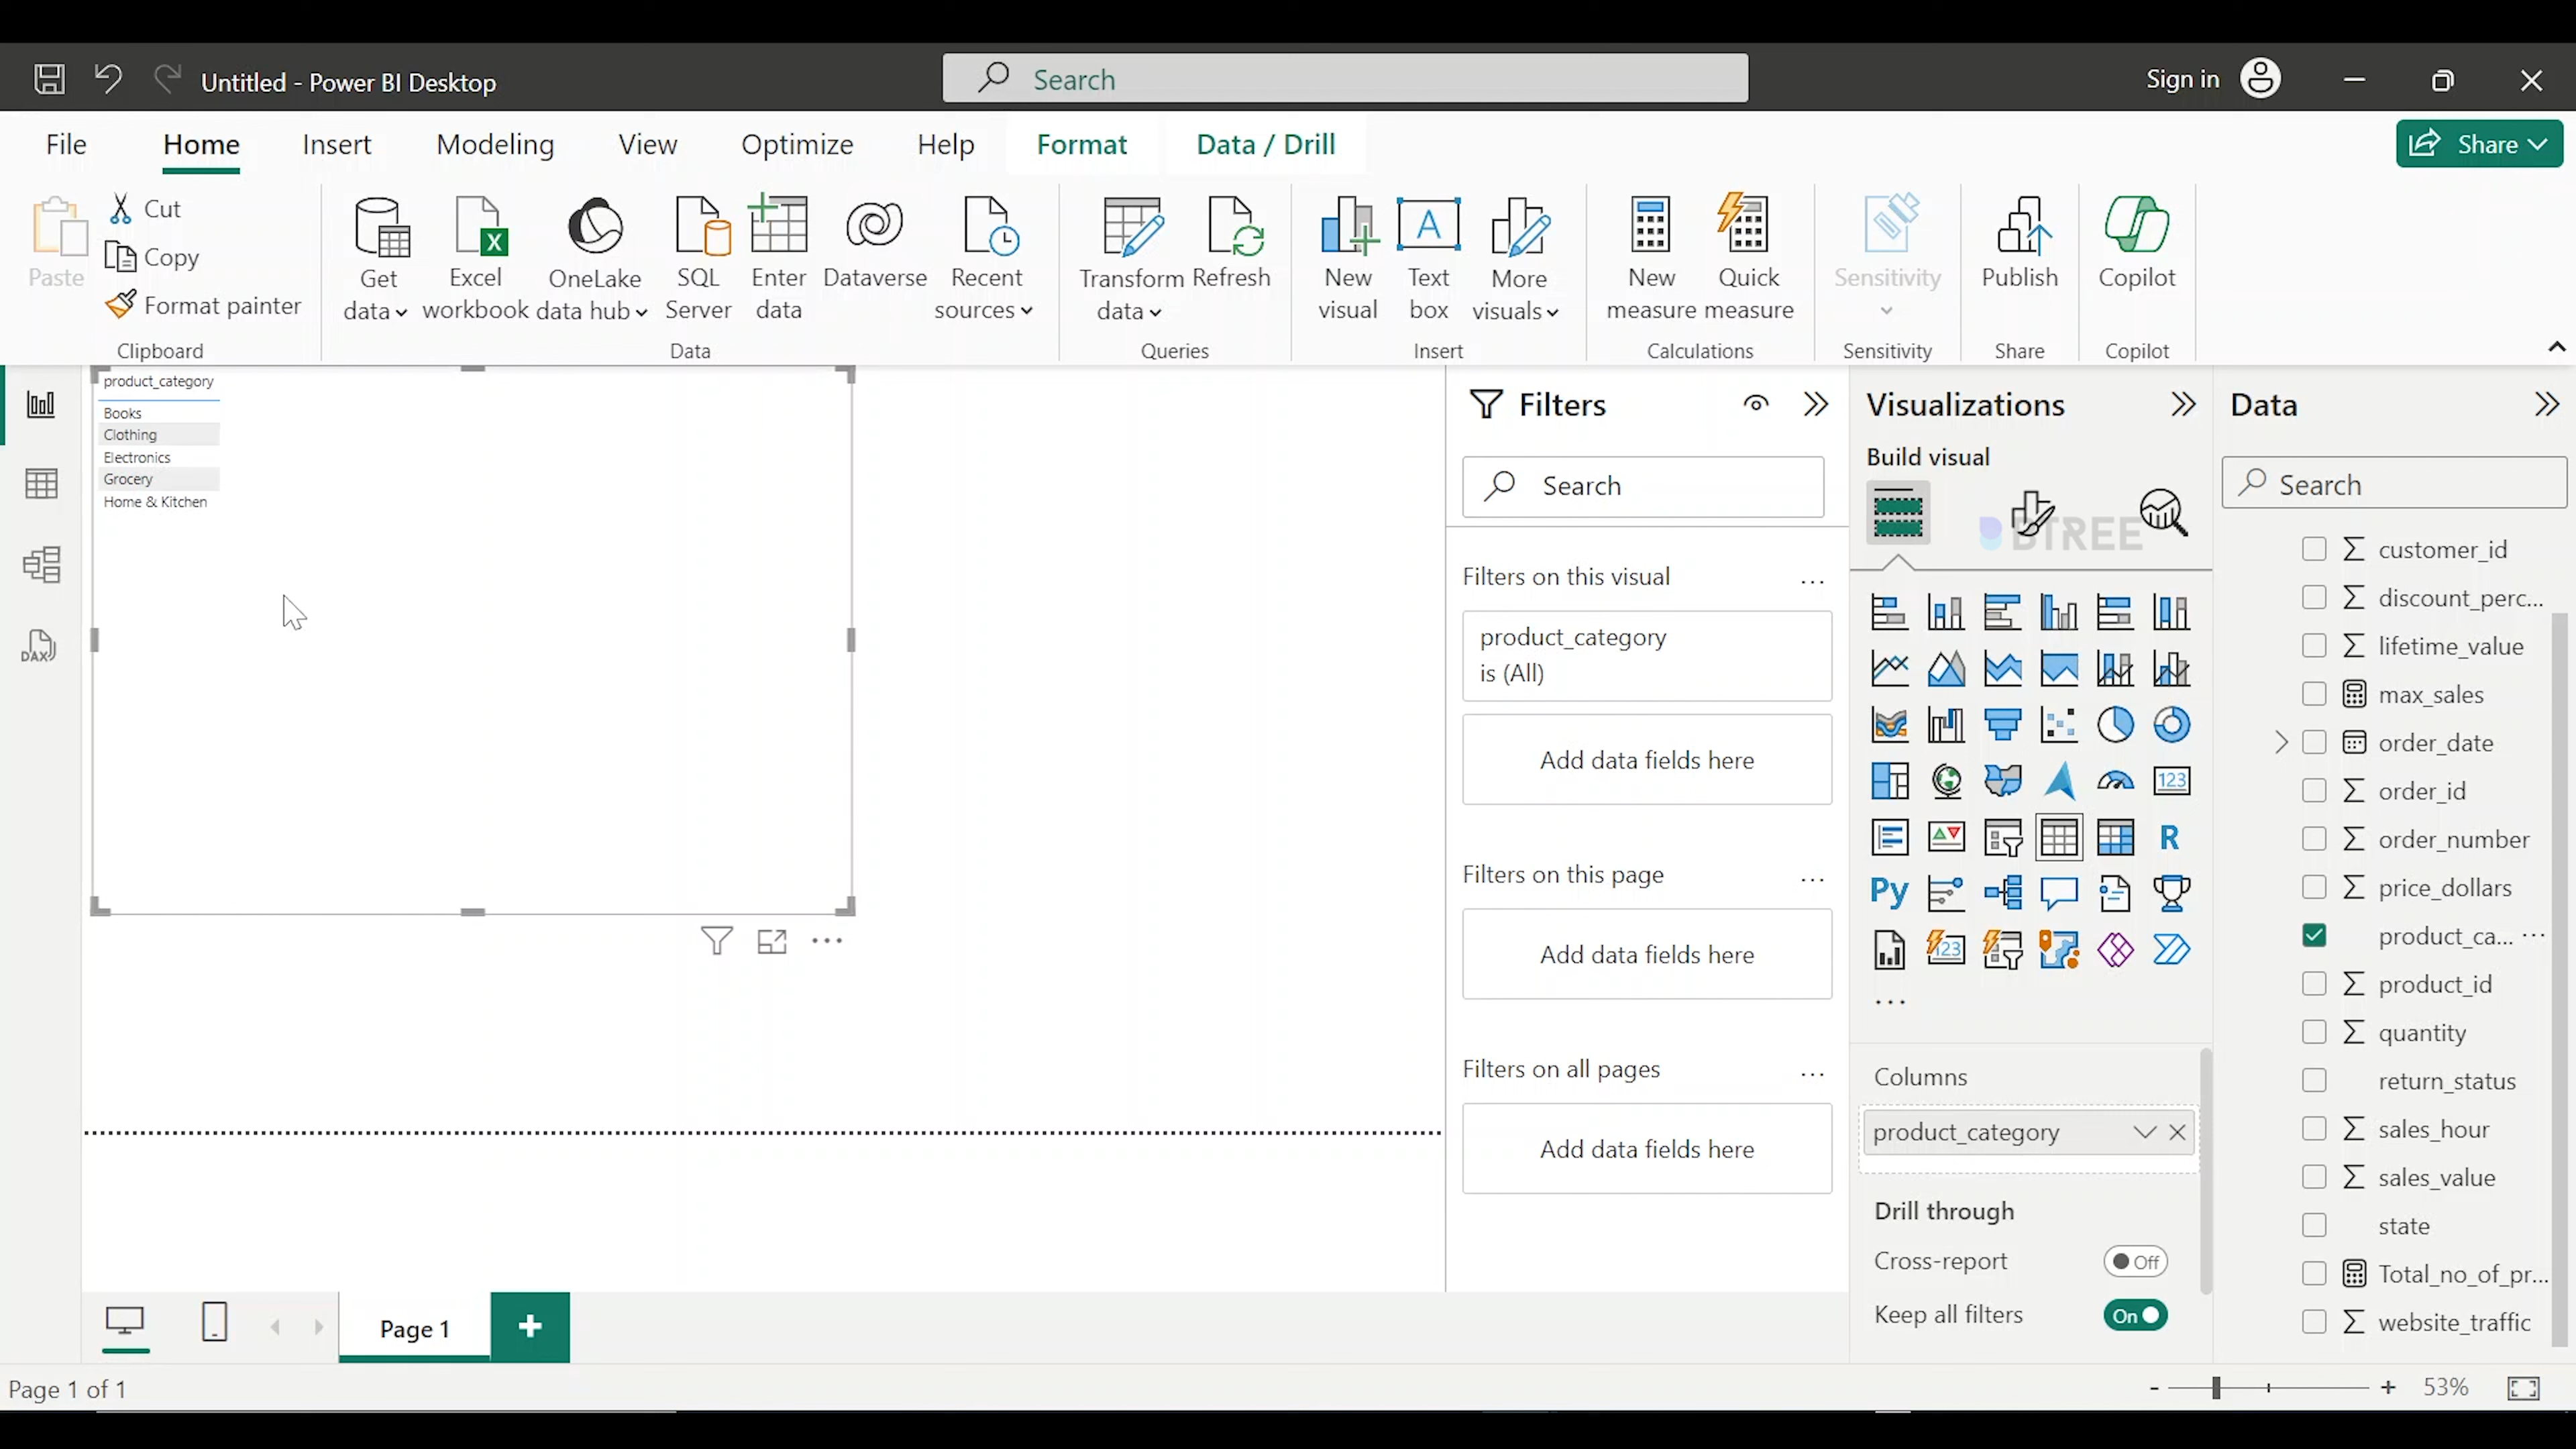 Untitled - Power BI Desktop
Search
Sign in
File Home Insert Modeling View Optimize Help Format Data / Drill
Share
Paste
Cut
Copy
Format painter
Clipboard
Get data
Excel workbook
OneLake data hub
SQL Server
Enter data
Dataverse
Recent sources
Data
Transform data
Refresh
Queries
New visual
Text box
More visuals
Insert
New measure
Quick measure
Calculations
Sensitivity
Sensitivity
Publish
Share
Copilot
Copilot
product_category
Books
Clothing
Electronics
Grocery
Home & Kitchen
DAX
Filters
Search
Filters on this visual ...
product_category
is (All)
Add data fields here
Filters on this page ...
Add data fields here
Filters on all pages ...
Add data fields here
Visualizations
Build visual
BTREE
123
R
Py
123
...
Columns
product_category
Drill through
Cross-report Off
Keep all filters On
Data
Search
customer_id
discount_perc...
lifetime_value
max_sales
order_date
order_id
order_number
price_dollars
product_ca... ...
product_id
quantity
return_status
sales_hour
sales_value
state
Total_no_of_pr...
website_traffic
Page 1
+
Page 1 of 1
- + 53%